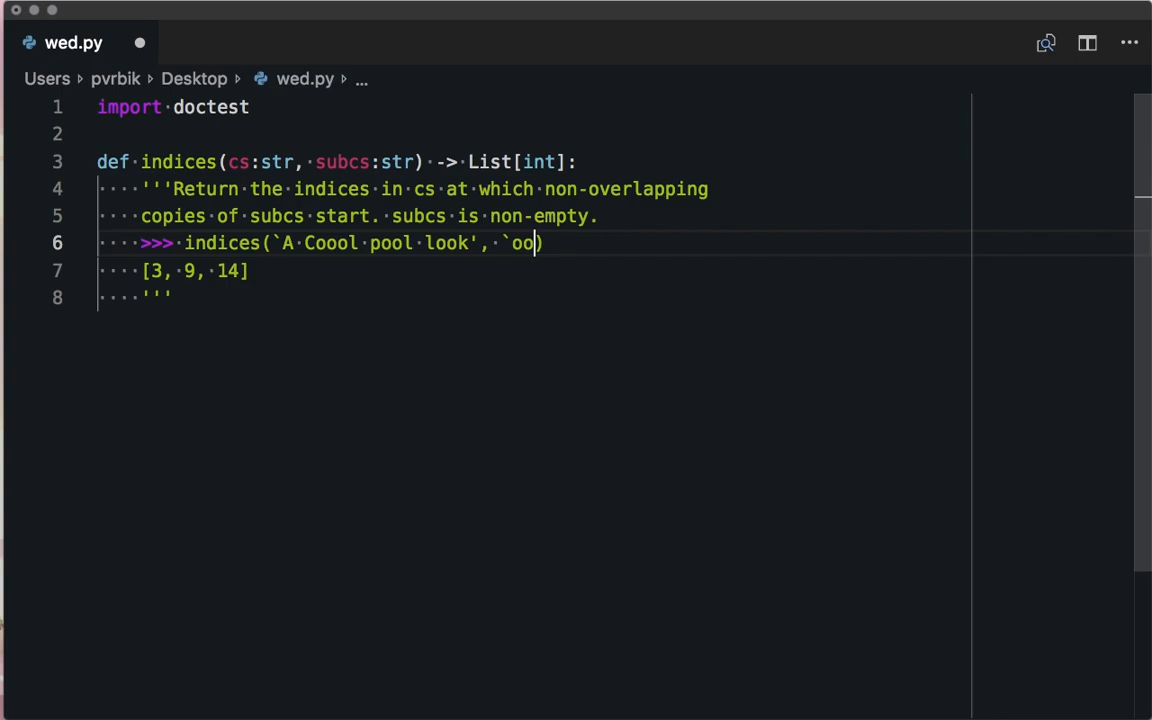 wed.py
Users pvrbik Desktop wed.py ...
1 import doctest
2
3 def indices(cs:str, subcs:str) -> List[int]:
4 '''Return the indices in cs at which non-overlapping
5 copies of subcs start. subcs is non-empty.
6 >>> indices(`A Coool pool look', `oo)
7 [3, 9, 14]
8 '''